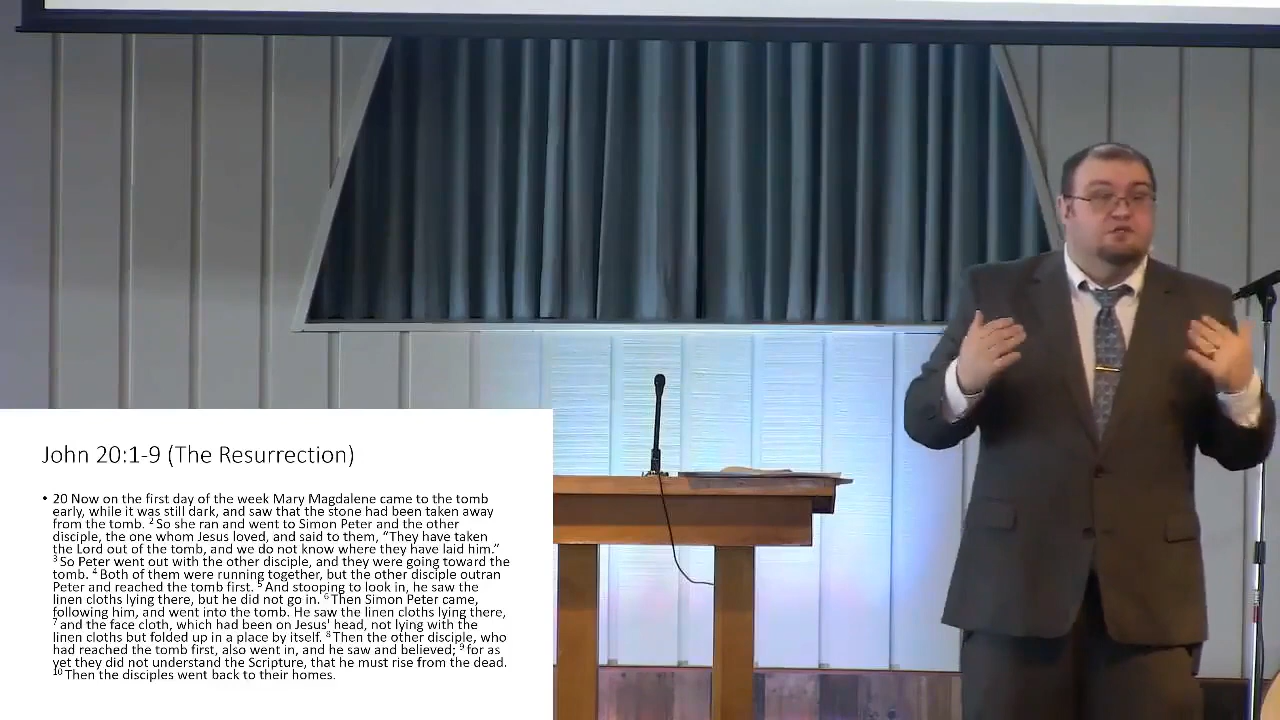 John 20:1-9 (The Resurrection)
• 20 Now on the first day of the week Mary Magdalene came to the tomb
early, while it was still dark, and saw that the stone had been taken away
from the tomb. ² So she ran and went to Simon Peter and the other
disciple, the one whom Jesus loved, and said to them, “They have taken
the Lord out of the tomb, and we do not know where they have laid him.”
³ So Peter went out with the other disciple, and they were going toward the
tomb. ⁴ Both of them were running together, but the other disciple outran
Peter and reached the tomb first. ⁵ And stooping to look in, he saw the
linen cloths lying there, but he did not go in. ⁶ Then Simon Peter came,
following him, and went into the tomb. He saw the linen cloths lying there,
⁷ and the face cloth, which had been on Jesus' head, not lying with the
linen cloths but folded up in a place by itself. ⁸ Then the other disciple, who
had reached the tomb first, also went in, and he saw and believed; ⁹ for as
yet they did not understand the Scripture, that he must rise from the dead.
¹⁰ Then the disciples went back to their homes.